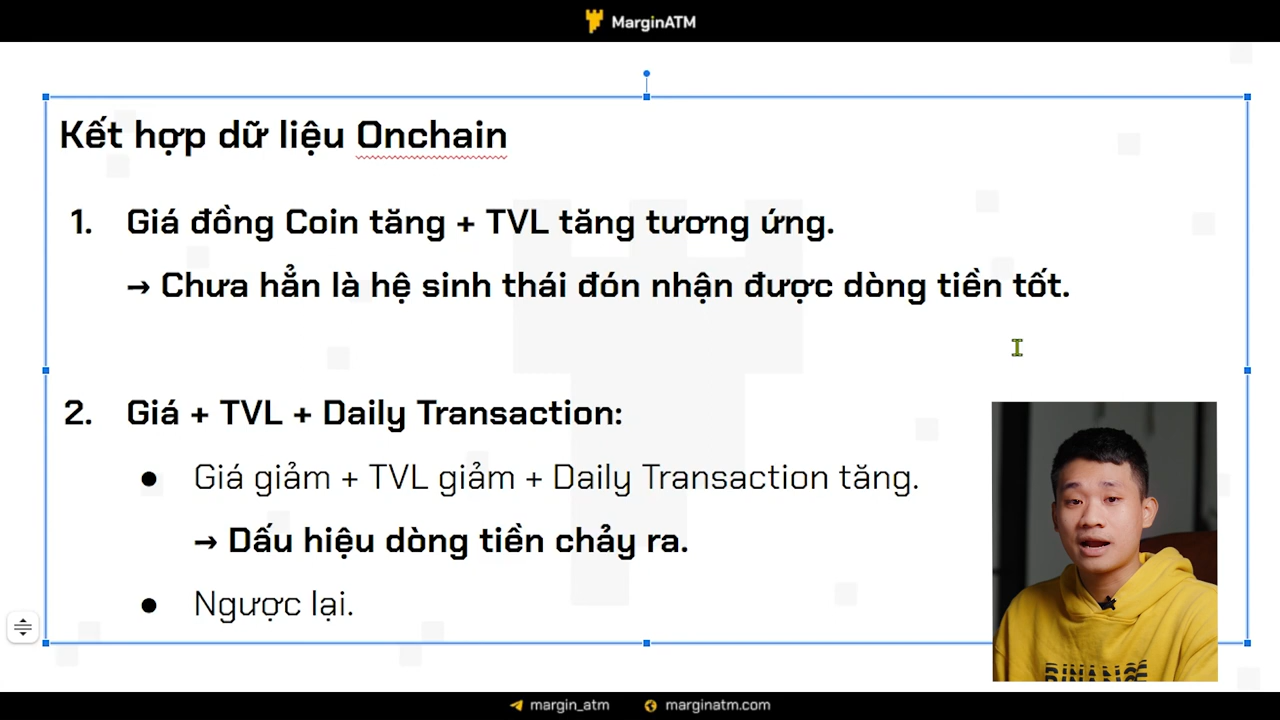 MarginATM
Kết hợp dữ liệu Onchain
1. Giá đồng Coin tăng + TVL tăng tương ứng.
→ Chưa hẳn là hệ sinh thái đón nhận được dòng tiền tốt.
2. Giá + TVL + Daily Transaction:
● Giá giảm + TVL giảm + Daily Transaction tăng.
→ Dấu hiệu dòng tiền chảy ra.
● Ngược lại.
BINANCE
margin_atm
marginatm.com